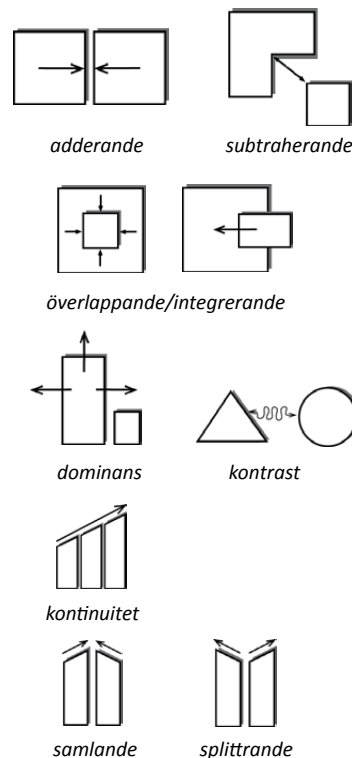 adderande
subtraherande
överlappande/integrerande
dominans
kontrast
kontinuitet
samlande
splittrande